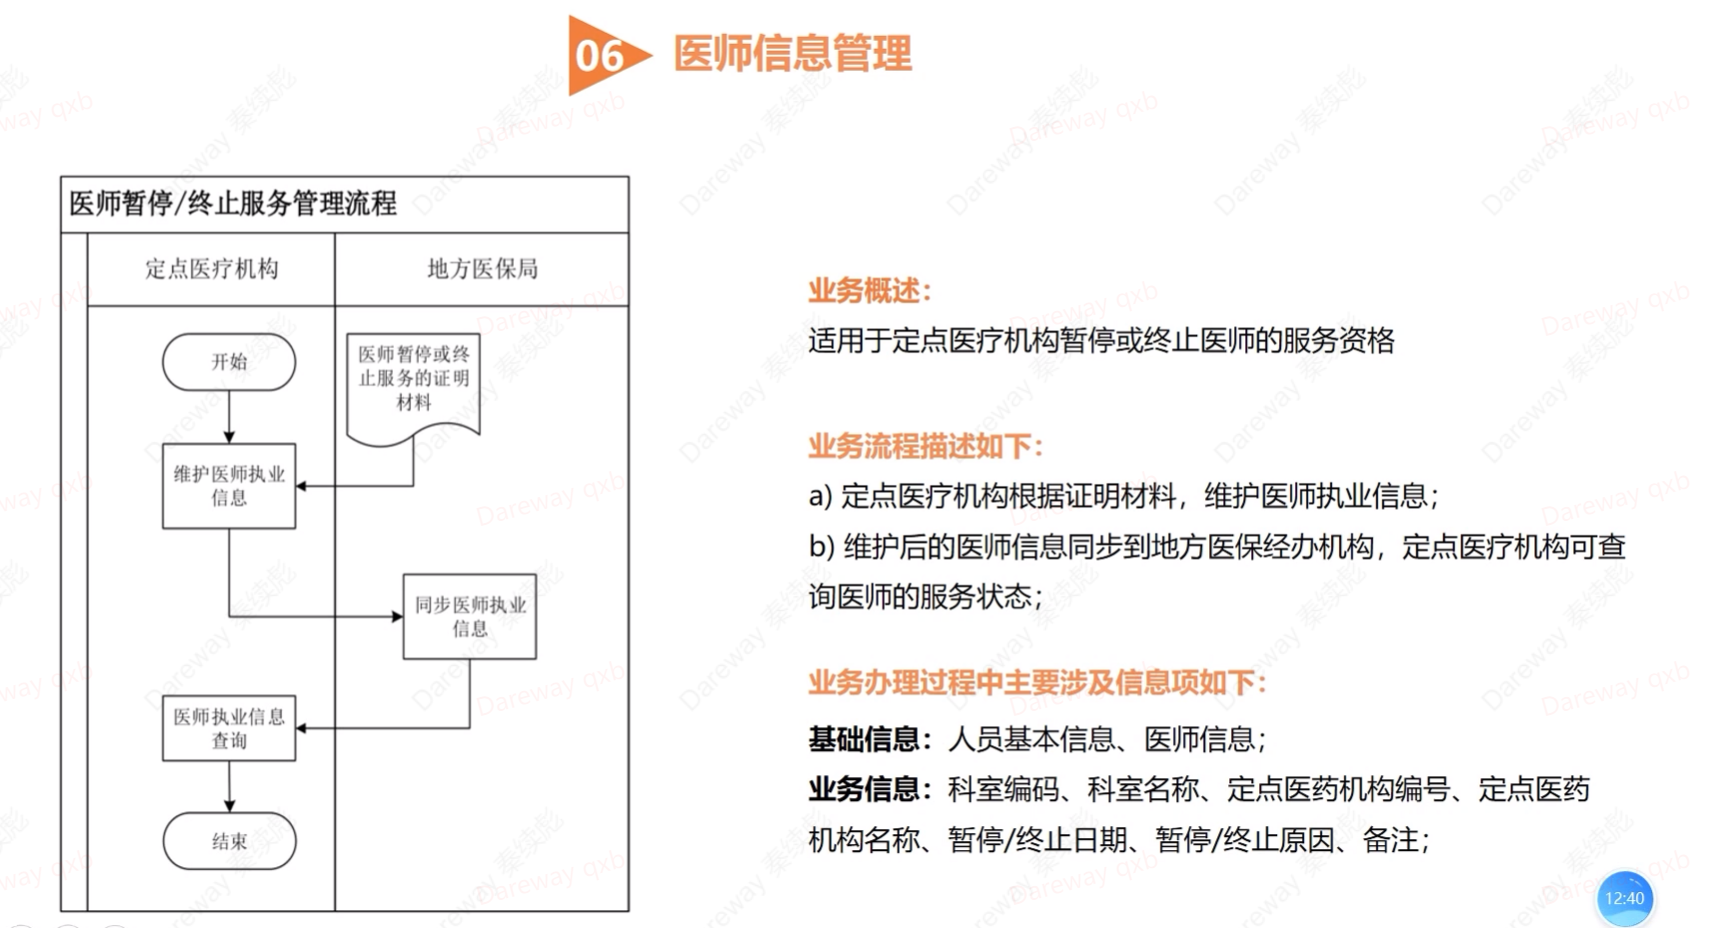 06
医师信息管理
医师暂停/终止服务管理流程
定点医疗机构
地方医保局
开始
医师暂停或终
止服务的证明
材料
维护医师执业
信息
同步医师执业
信息
医师执业信息
查询
结束
业务概述：
适用于定点医疗机构暂停或终止医师的服务资格
业务流程描述如下：
a) 定点医疗机构根据证明材料，维护医师执业信息；
b) 维护后的医师信息同步到地方医保经办机构，定点医疗机构可查
询医师的服务状态；
业务办理过程中主要涉及信息项如下：
基础信息：人员基本信息、医师信息；
业务信息：科室编码、科室名称、定点医药机构编号、定点医药
机构名称、暂停/终止日期、暂停/终止原因、备注；
12:40
Dareway 秦续彪
Dareway qxb